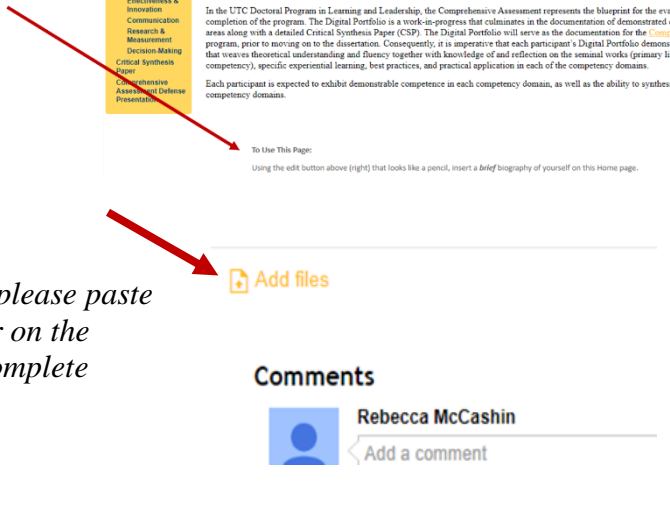 Effectiveness &
Innovation
Communication
Research &
Measurement
Decision-Making
Critical Synthesis
Paper
Comprehensive
Assessment Defense
Presentation
In the UTC Doctoral Program in Learning and Leadership, the Comprehensive Assessment represents the blueprint for the eva
completion of the program. The Digital Portfolio is a work-in-progress that culminates in the documentation of demonstrated
areas along with a detailed Critical Synthesis Paper (CSP). The Digital Portfolio will serve as the documentation for the Comp
program, prior to moving on to the dissertation. Consequently, it is imperative that each participant's Digital Portfolio demons
that weaves theoretical understanding and fluency together with knowledge of and reflection on the seminal works (primary li
competency), specific experiential learning, best practices, and practical application in each of the competency domains.
Each participant is expected to exhibit demonstrable competence in each competency domain, as well as the ability to synthes
competency domains.
To Use This Page:
Using the edit button above (right) that looks like a pencil, insert a brief biography of yourself on this Home page.
Add files
please paste
r on the
omplete
Comments
Rebecca McCashin
Add a comment